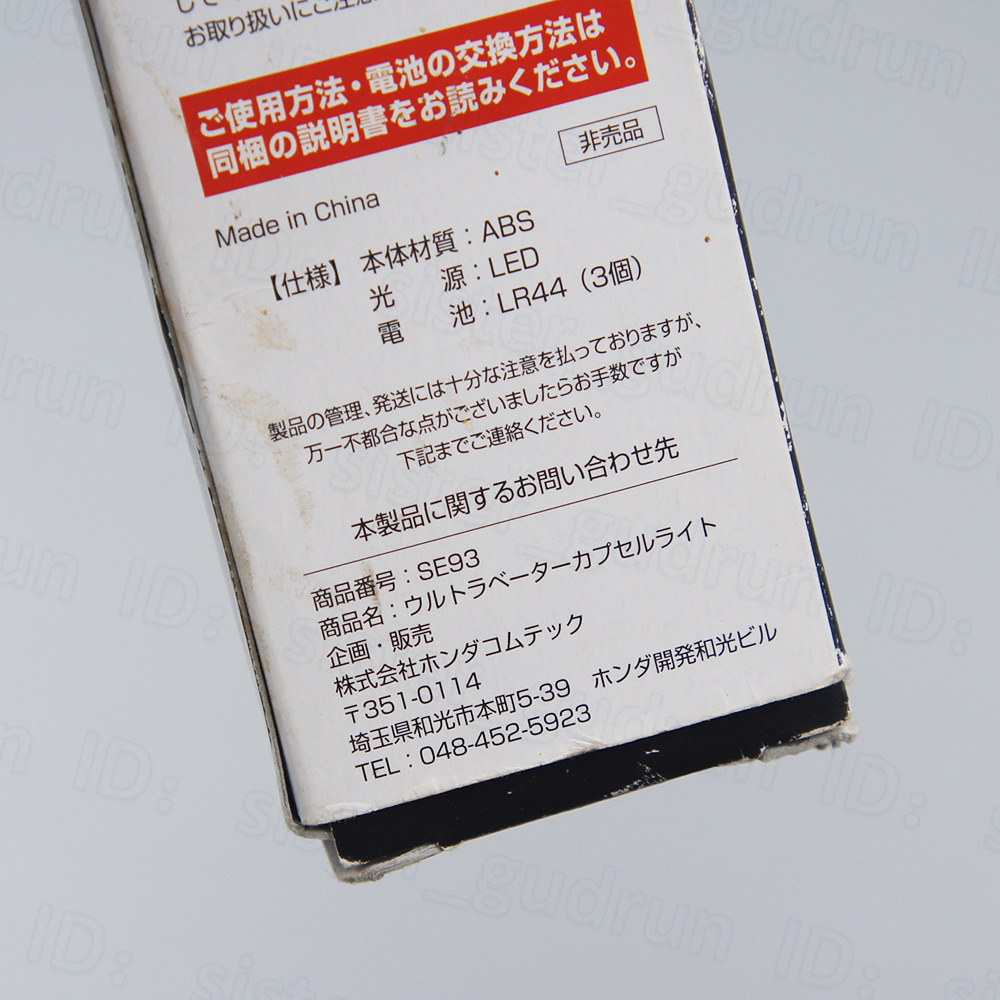 お取り扱いにご注意
ご使用方法・電池の交換方法は
同梱の説明書をお読みください。
非売品
Made in China
【仕様】 本体材質：ABS
光 源：LED
電 池：LR44（3個）
製品の管理、発送には十分な注意を払っておりますが、
万一不都合な点がございましたらお手数ですが
下記までご連絡ください。
本製品に関するお問い合わせ先
商品番号：SE93
商品名：ウルトラベーターカプセルライト
企画・販売
株式会社ホンダコムテック
〒351-0114
埼玉県和光市本町5-39 ホンダ開発和光ビル
TEL：048-452-5923
ID: sister_gudrun